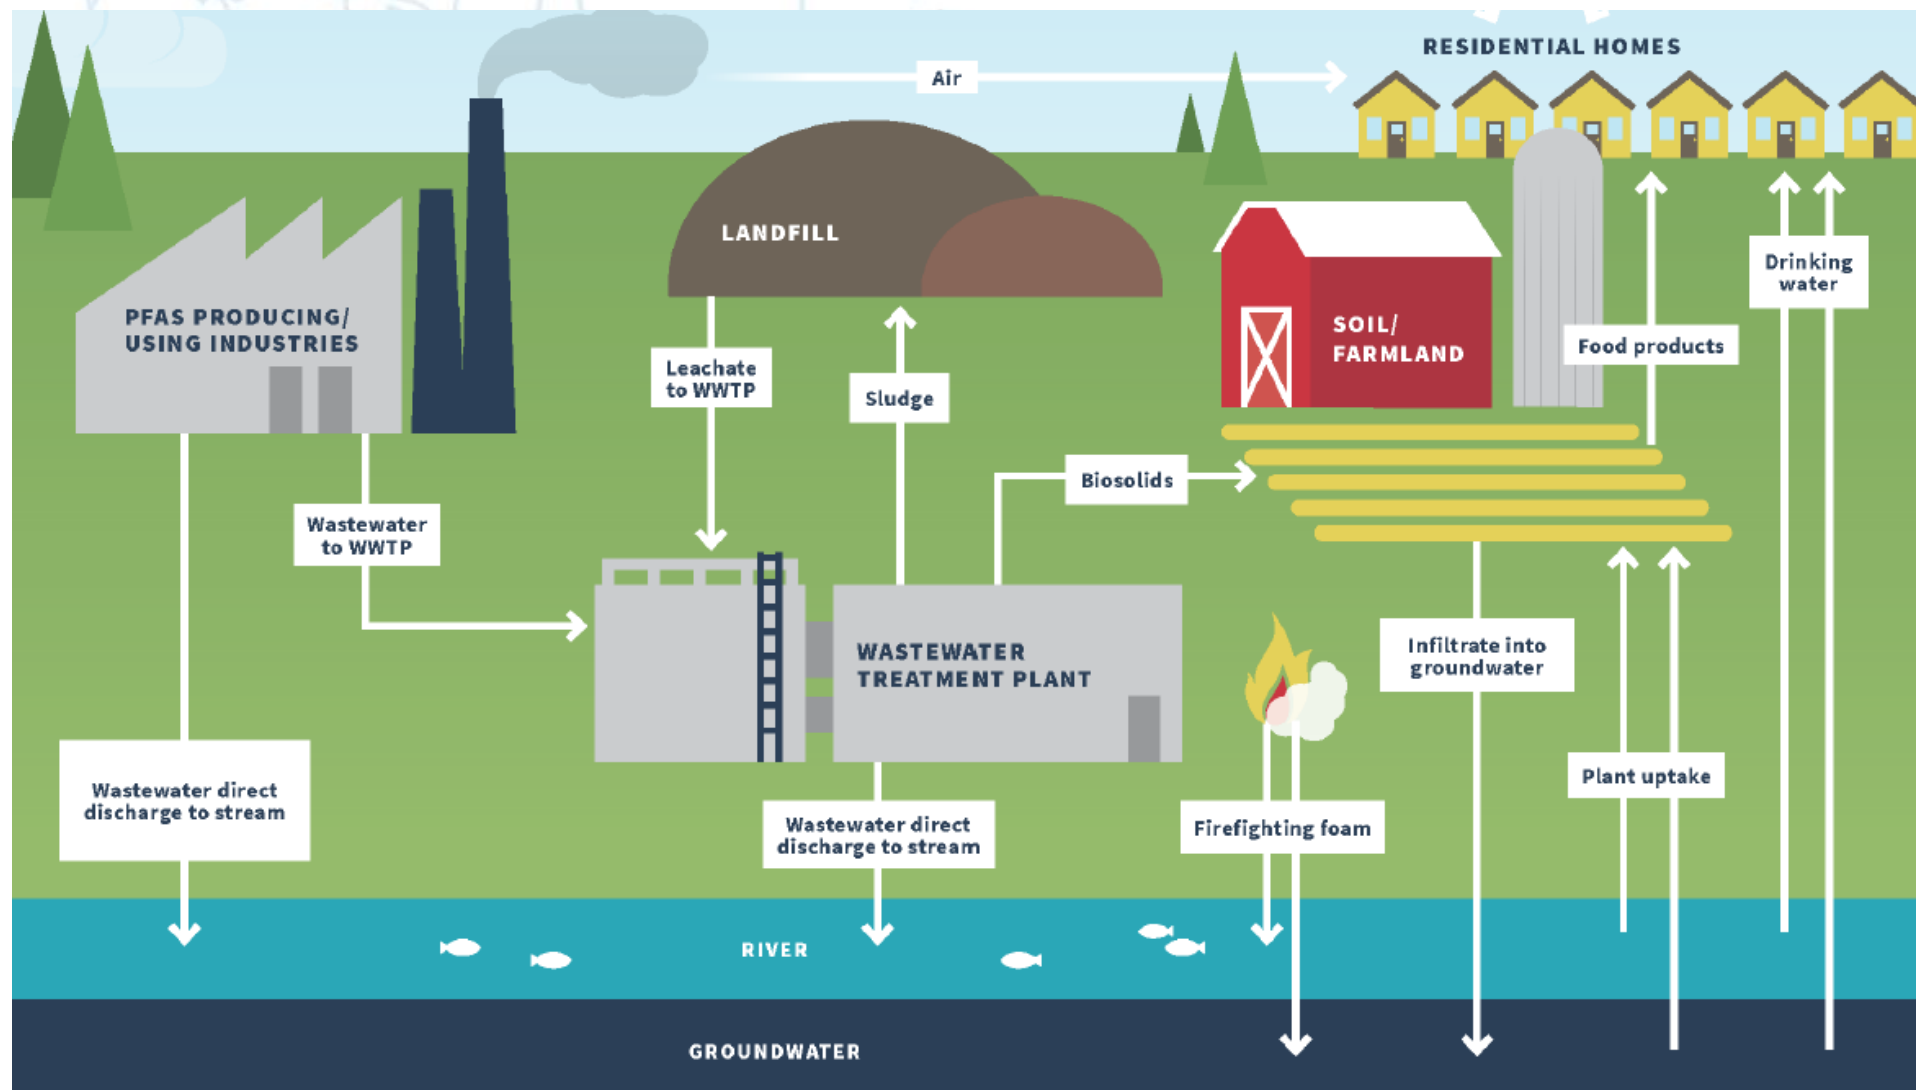 RESIDENTIAL HOMES
Air
LANDFILL
Drinking
water
PFAS PRODUCING/
USING INDUSTRIES
SOIL/
FARMLAND
Food products
Leachate
to WWTP
Sludge
Biosolids
Wastewater
to WWTP
WASTEWATER
TREATMENT PLANT
Infiltrate into
groundwater
Plant uptake
Wastewater direct
discharge to stream
Wastewater direct
discharge to stream
Firefighting foam
RIVER
GROUNDWATER